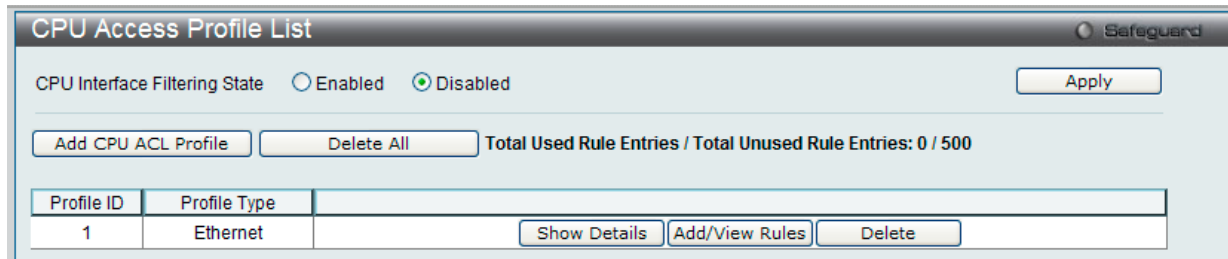 CPU Access Profile List Safeguard
CPU Interface Filtering State Enabled Disabled Apply
Add CPU ACL Profile Delete All Total Used Rule Entries / Total Unused Rule Entries: 0 / 500
Profile ID Profile Type
1 Ethernet Show Details Add/View Rules Delete